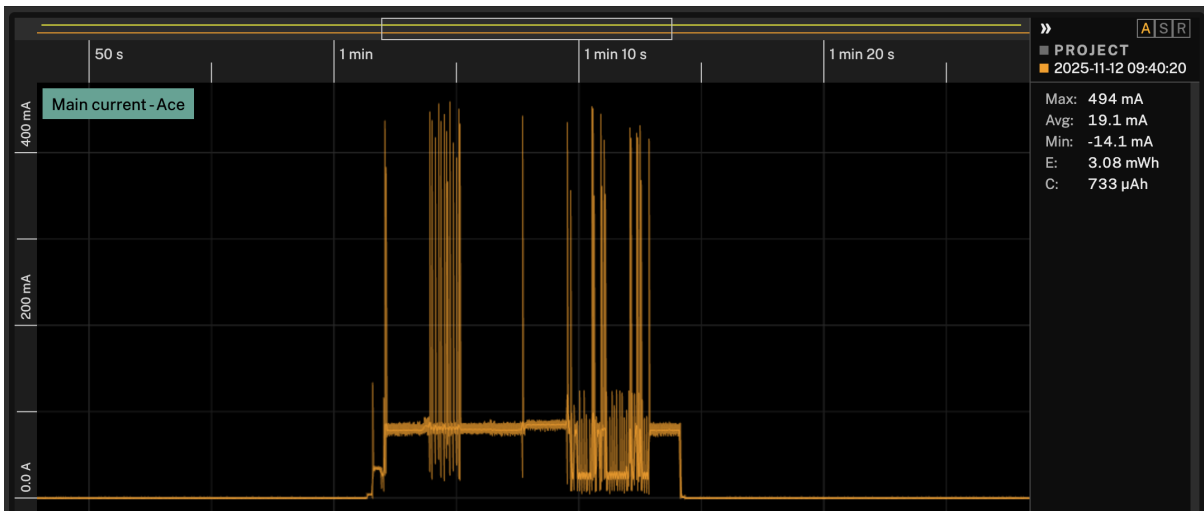 50 s
1 min
1 min 10 s
1 min 20 s
»
A S R
PROJECT
2025-11-12 09:40:20
Main current - Ace
Max: 494 mA
Avg: 19.1 mA
Min: -14.1 mA
E: 3.08 mWh
C: 733 µAh
400 mA
200 mA
0.0 A